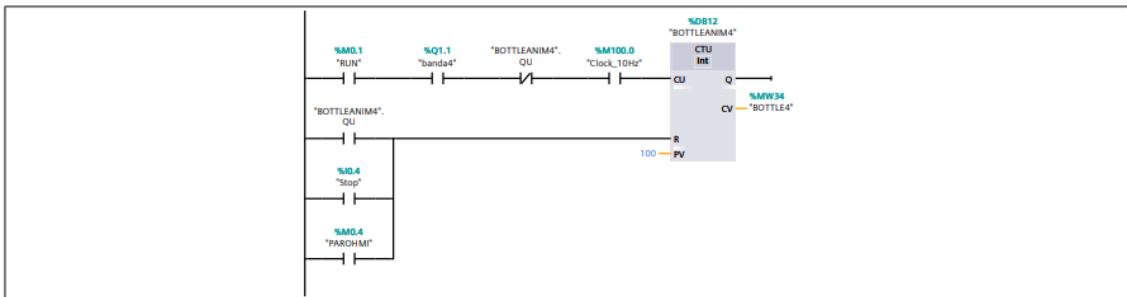 %DB12
"BOTTLEANIM4"
%M0.1
"RUN"
%Q1.1
"banda4"
"BOTTLEANIM4".
QU
%M100.0
"Clock_10Hz"
CTU
Int
CU
Q
%MW34
CV
"BOTTLE4"
"BOTTLEANIM4".
QU
R
100
PV
%I0.4
"Stop"
%M0.4
"PAROHMI"